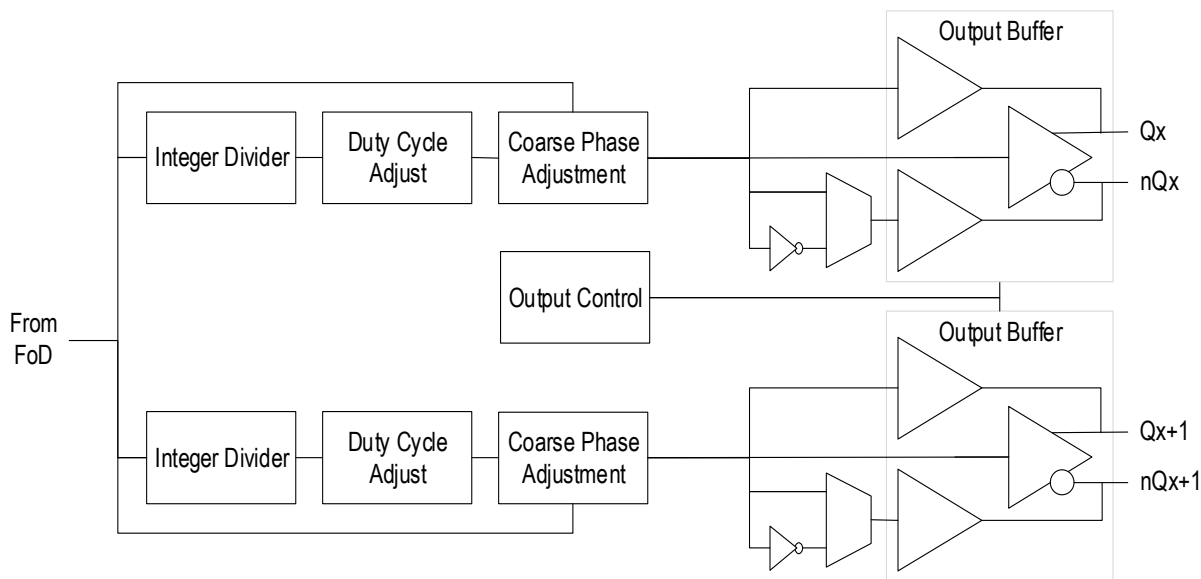 Output Buffer
Integer Divider
Duty Cycle
Adjust
Coarse Phase
Adjustment
Qx
nQx
Output Control
From
FoD
Output Buffer
Integer Divider
Duty Cycle
Adjust
Coarse Phase
Adjustment
Qx+1
nQx+1